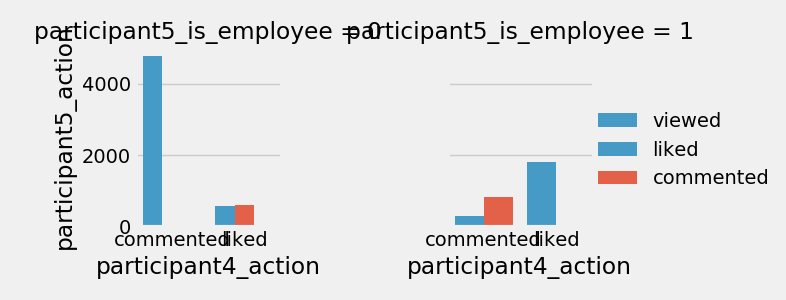 participant5_is_employee = 0
participant5_is_employee = 1
participant5_action
4000
2000
0
commented
liked
commented
liked
participant4_action
participant4_action
viewed
liked
commented